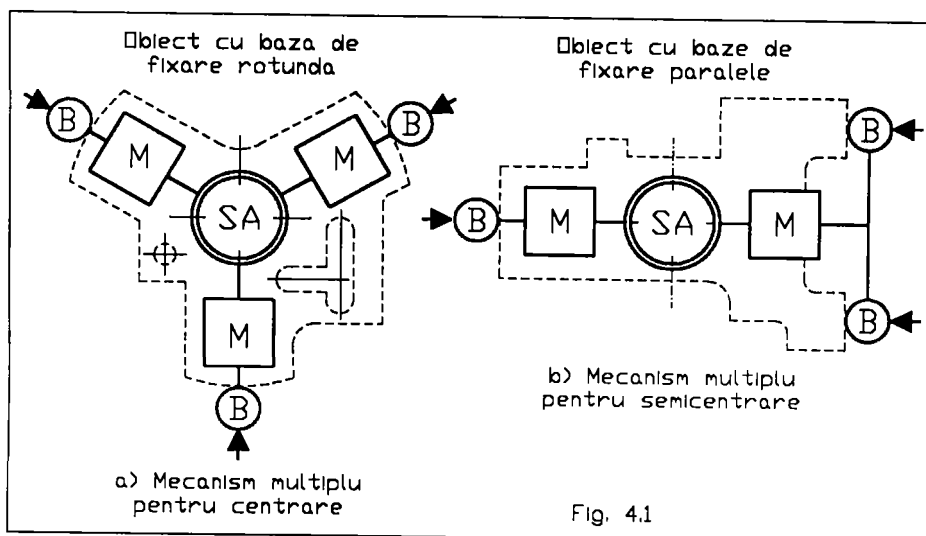 Obiect cu baza de
fixare rotunda
B
B
M
M
SA
M
B
a) Mecanism multiplu
pentru centrare
Obiect cu baze de
fixare paralele
B
B
M
SA
M
B
b) Mecanism multiplu
pentru semicentrare
Fig. 4.1